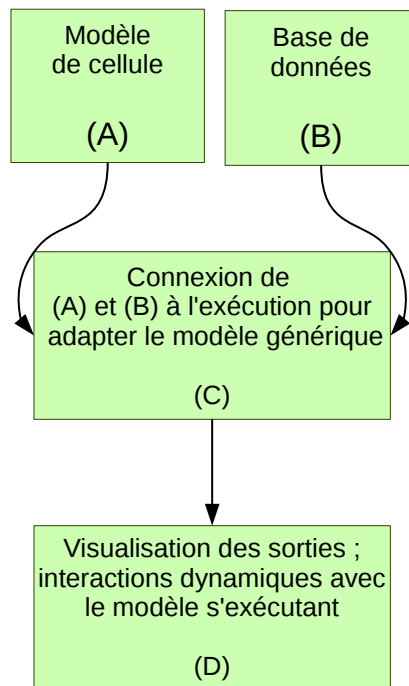 Modèle
de cellule
(A)
Base de
données
(B)
Connexion de
(A) et (B) à l'exécution pour
adapter le modèle générique
(C)
Visualisation des sorties ;
interactions dynamiques avec
le modèle s'exécutant
(D)